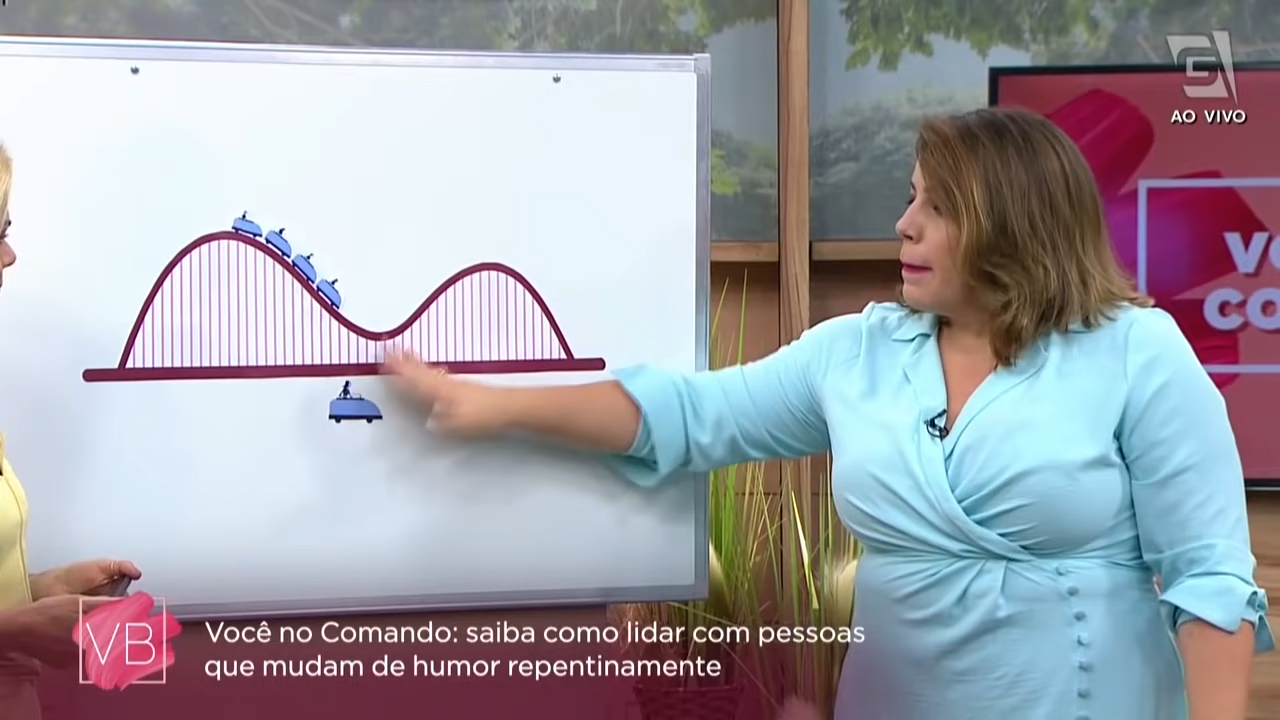 AO VIVO
VB
Você no Comando: saiba como lidar com pessoas
que mudam de humor repentinamente